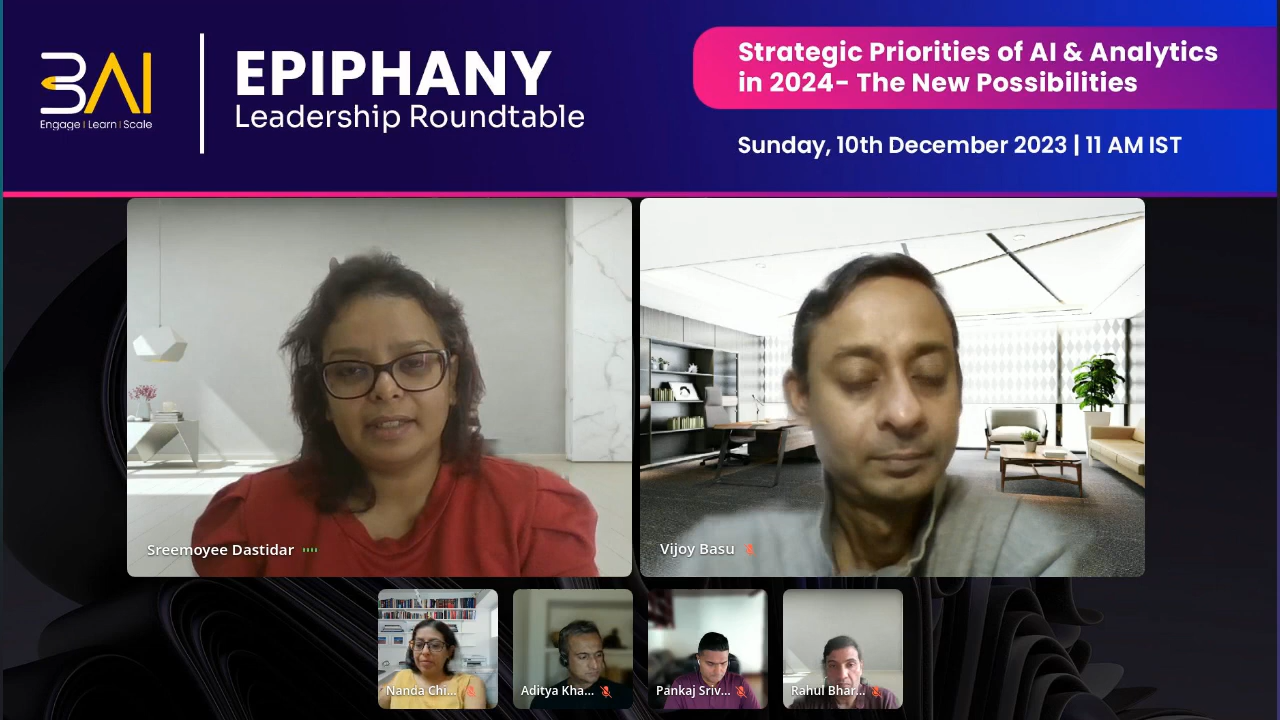 3AI
Engage | Learn | Scale
EPIPHANY
Leadership Roundtable
Strategic Priorities of AI & Analytics
in 2024- The New Possibilities
Sunday, 10th December 2023 | 11 AM IST
Sreemoyee Dastidar
Vijoy Basu
Nanda Chi...
Aditya Kha...
Pankaj Sriv...
Rahul Bhar...